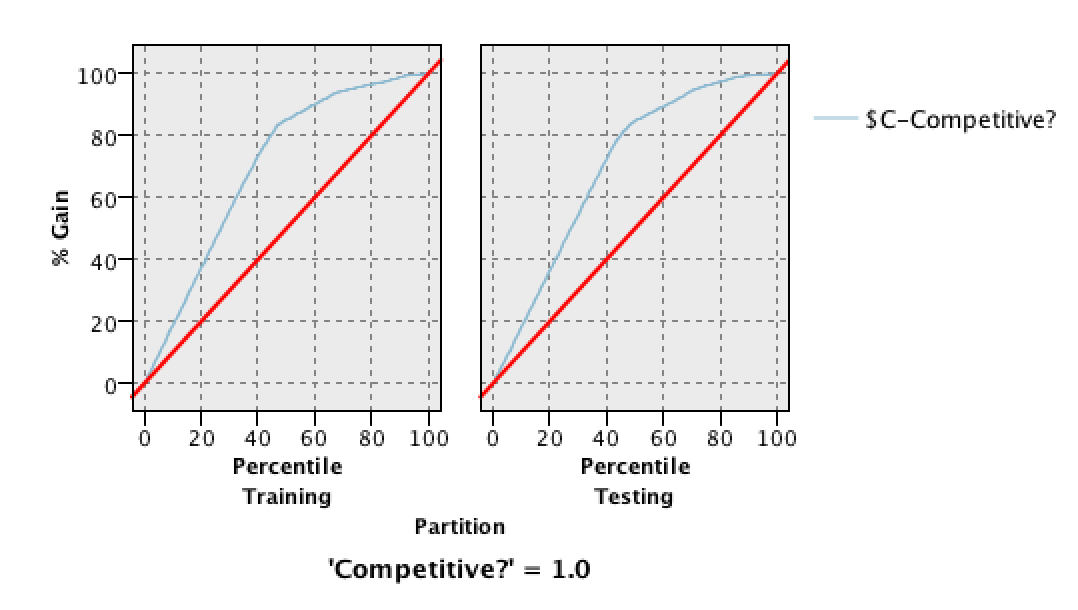 100
80
60
40
20
0
% Gain
0 20 40 60 80 100
0 20 40 60 80 100
Percentile
Training
Percentile
Testing
Partition
'Competitive?' = 1.0
$C-Competitive?